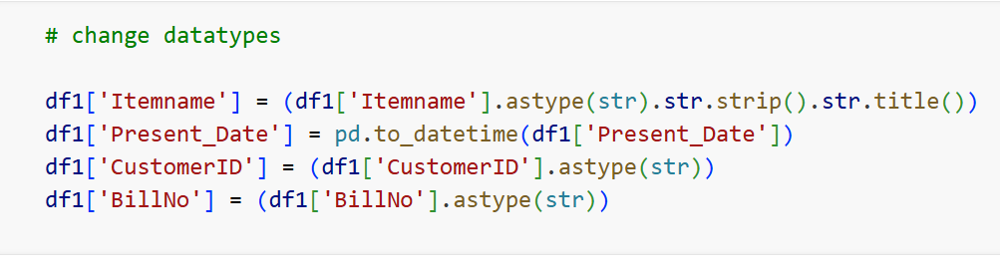 # change datatypes
df1['Itemname'] = (df1['Itemname'].astype(str).str.strip().str.title())
df1['Present_Date'] = pd.to_datetime(df1['Present_Date'])
df1['CustomerID'] = (df1['CustomerID'].astype(str))
df1['BillNo'] = (df1['BillNo'].astype(str))